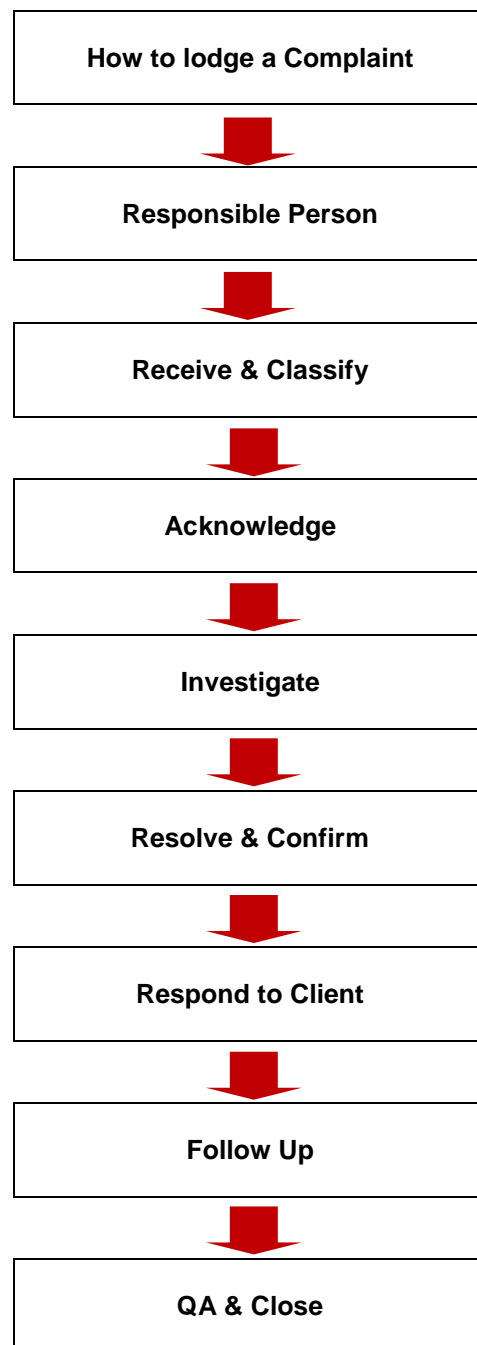 How to lodge a Complaint
Responsible Person
Receive & Classify
Acknowledge
Investigate
Resolve & Confirm
Respond to Client
Follow Up
QA & Close